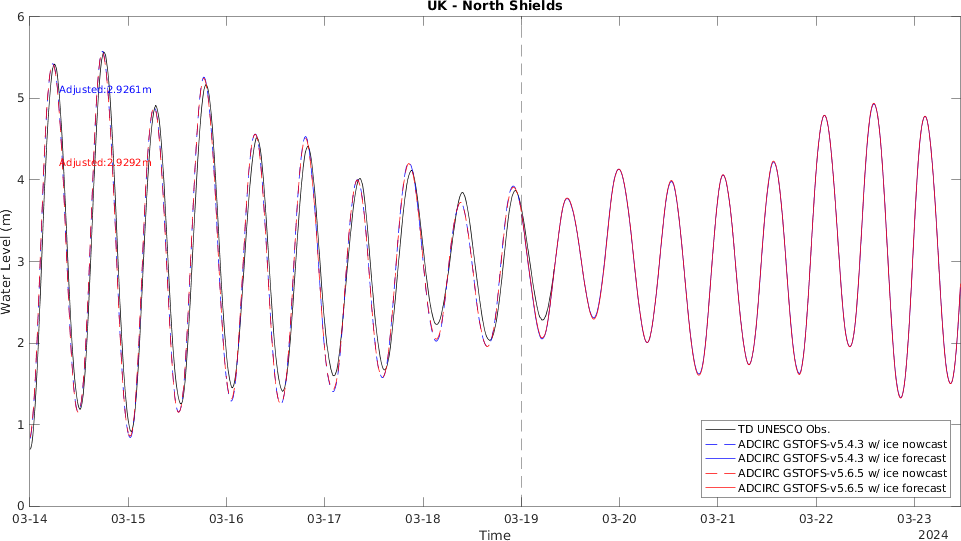 UK - North Shields
6
5
4
3
2
1
0
Water Level (m)
Adjusted:2.9261m
Adjusted:2.9292m
TD UNESCO Obs.
ADCIRC GSTOFS-v5.4.3 w/ ice nowcast
ADCIRC GSTOFS-v5.4.3 w/ ice forecast
ADCIRC GSTOFS-v5.6.5 w/ ice nowcast
ADCIRC GSTOFS-v5.6.5 w/ ice forecast
03-14 03-15 03-16 03-17 03-18 03-19 03-20 03-21 03-22 03-23
Time
2024